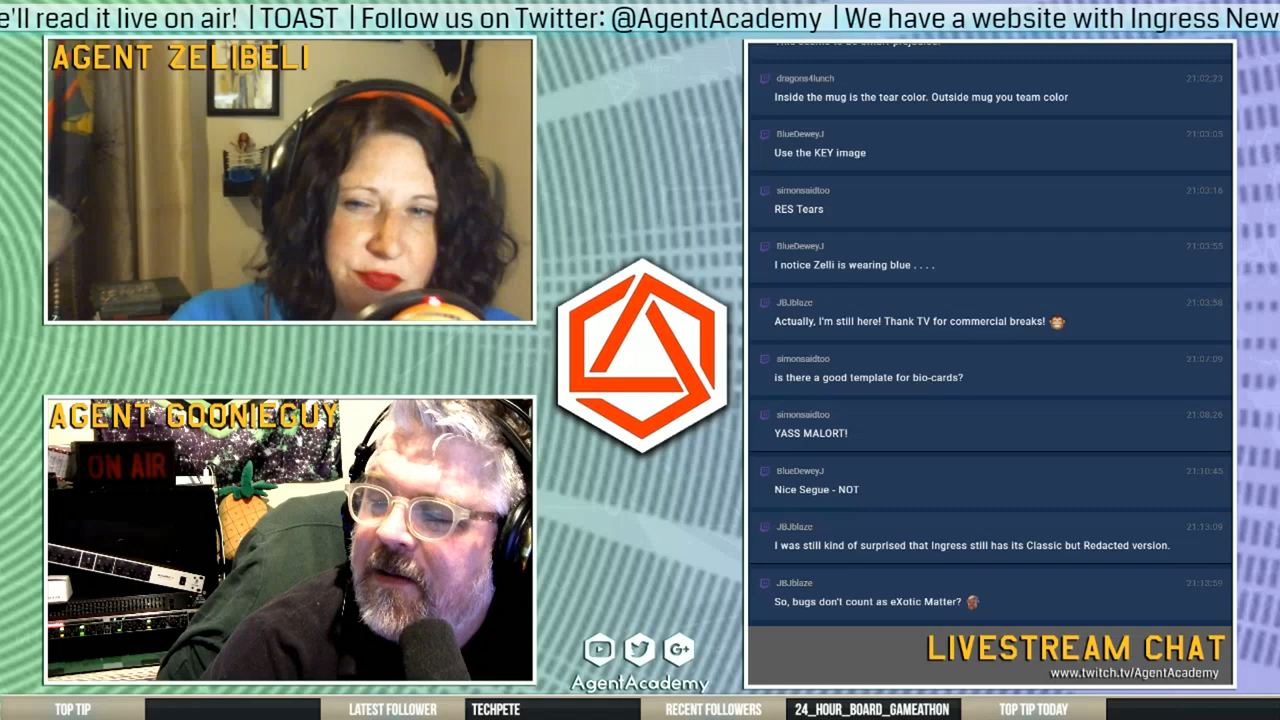 e'll read it live on air! | TOAST | Follow us on Twitter: @AgentAcademy | We have a website with Ingress New
AGENT ZELIBELI
AGENT GOONIEGUY
ON AIR
dragons4lunch 21:02:23
Inside the mug is the tear color. Outside mug you team color
BlueDeweyJ 21:03:05
Use the KEY image
simonsaidtoo 21:03:16
RES Tears
BlueDeweyJ 21:03:55
I notice Zelli is wearing blue . . . .
JBJblaze 21:03:58
Actually, I'm still here! Thank TV for commercial breaks!
simonsaidtoo 21:07:09
is there a good template for bio-cards?
simonsaidtoo 21:08:26
YASS MALORT!
BlueDeweyJ 21:10:45
Nice Segue - NOT
JBJblaze 21:13:09
I was still kind of surprised that Ingress still has its Classic but Redacted version.
JBJblaze 21:13:59
So, bugs don't count as eXotic Matter?
LIVESTREAM CHAT
www.twitch.tv/AgentAcademy
G+
AgentAcademy
TOP TIP LATEST FOLLOWER TECHPETE RECENT FOLLOWERS 24_HOUR_BOARD_GAMEATHON TOP TIP TODAY